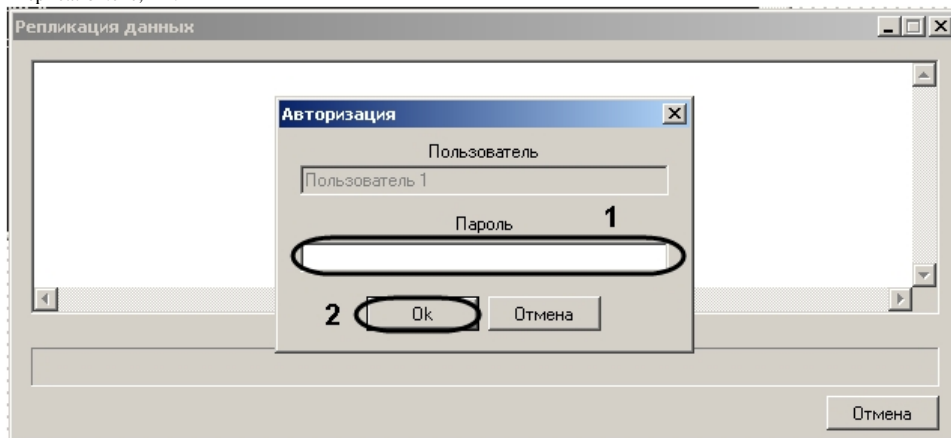 Репликация данных
Авторизация
Пользователь
Пользователь 1
Пароль
1
2
Ok
Отмена
Отмена